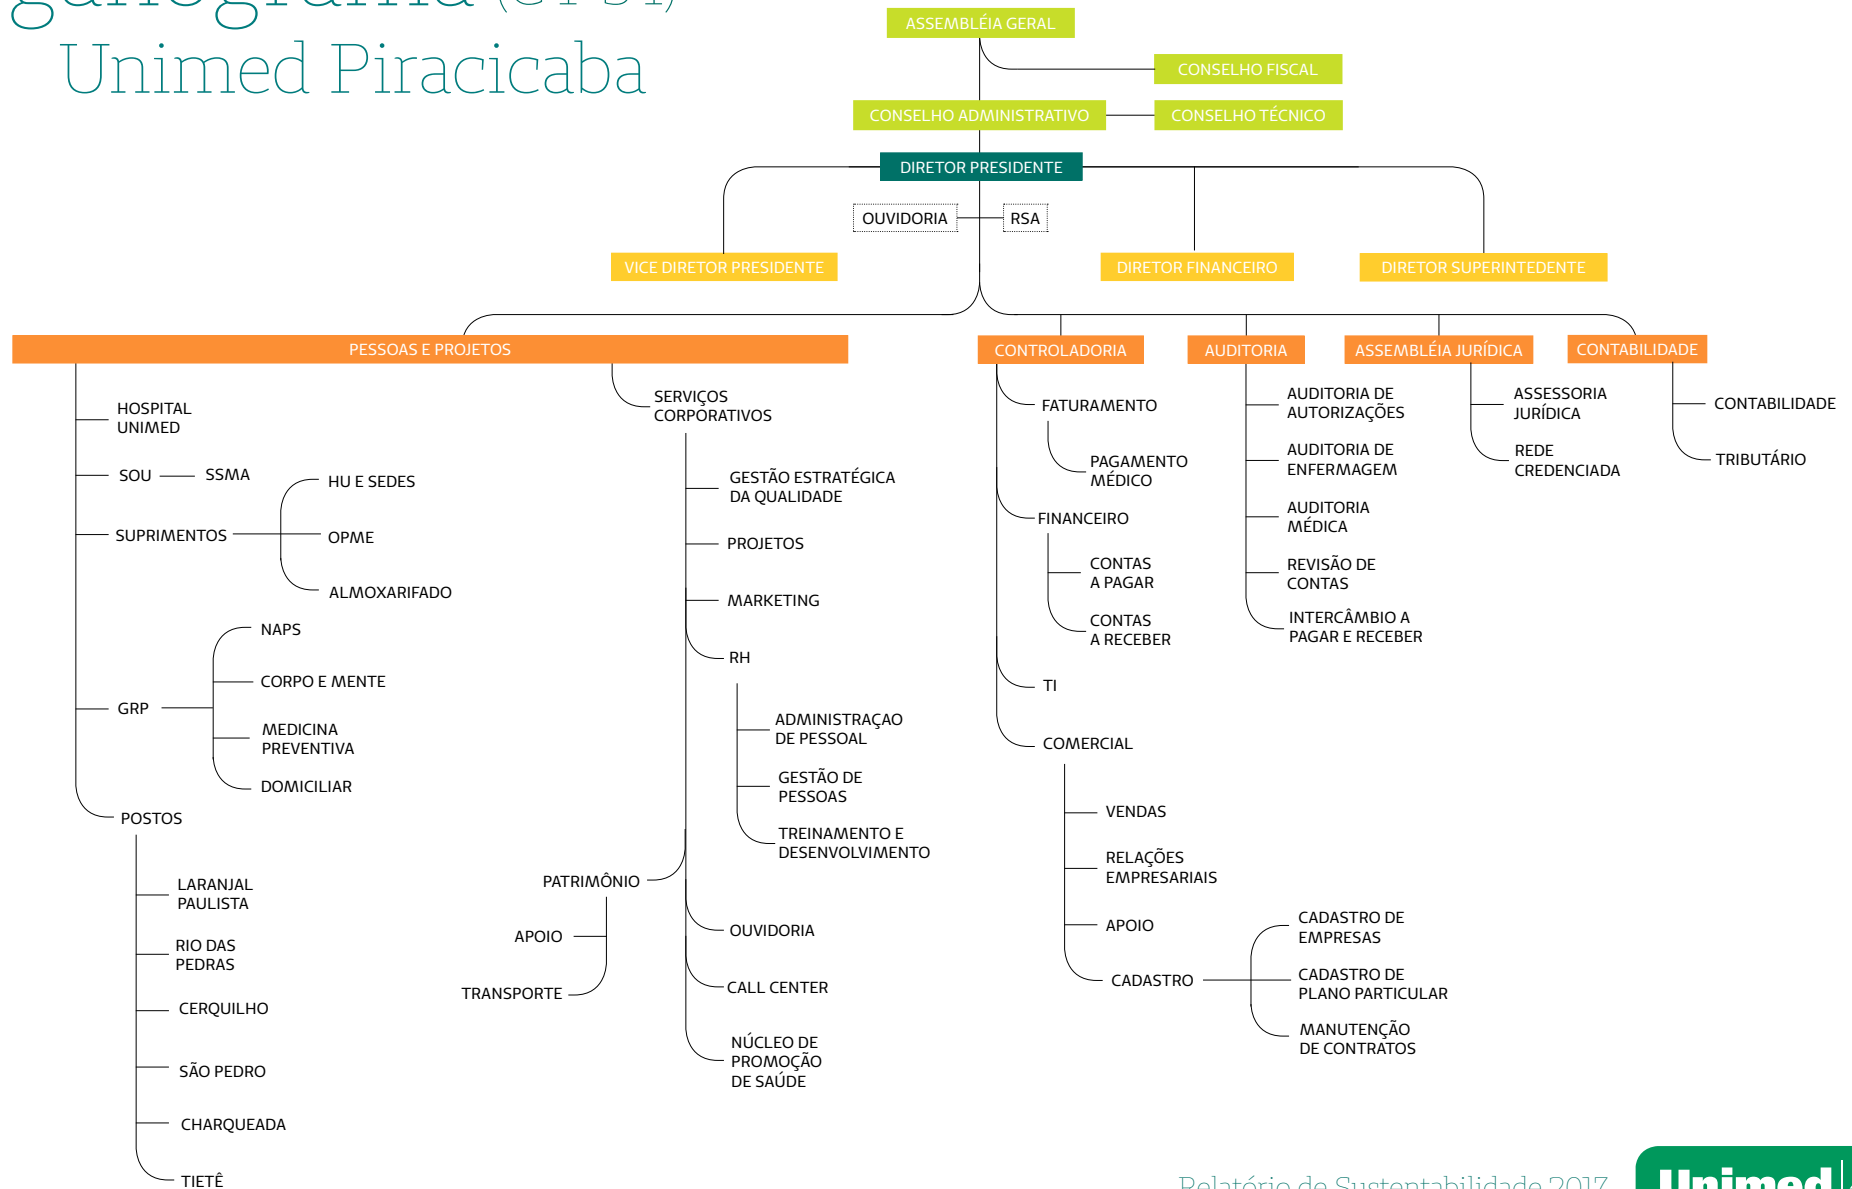 Unimed Piracicaba
ASSEMBLÉIA GERAL
CONSELHO FISCAL
CONSELHO ADMINISTRATIVO
CONSELHO TÉCNICO
DIRETOR PRESIDENTE
OUVIDORIA
RSA
VICE DIRETOR PRESIDENTE
DIRETOR FINANCEIRO
DIRETOR SUPERINTEDENTE
PESSOAS E PROJETOS
CONTROLADORIA
AUDITORIA
ASSEMBLÉIA JURÍDICA
CONTABILIDADE
HOSPITAL
UNIMED
SOU
SSMA
SUPRIMENTOS
HU E SEDES
OPME
ALMOXARIFADO
GRP
NAPS
CORPO E MENTE
MEDICINA
PREVENTIVA
DOMICILIAR
POSTOS
LARANJAL
PAULISTA
RIO DAS
PEDRAS
CERQUILHO
SÃO PEDRO
CHARQUEADA
TIETÊ
SERVIÇOS
CORPORATIVOS
GESTÃO ESTRATÉGICA
DA QUALIDADE
PROJETOS
MARKETING
RH
ADMINISTRAÇAO
DE PESSOAL
GESTÃO DE
PESSOAS
TREINAMENTO E
DESENVOLVIMENTO
PATRIMÔNIO
APOIO
TRANSPORTE
OUVIDORIA
CALL CENTER
NÚCLEO DE
PROMOÇÃO
DE SAÚDE
FATURAMENTO
PAGAMENTO
MÉDICO
FINANCEIRO
CONTAS
A PAGAR
CONTAS
A RECEBER
TI
COMERCIAL
VENDAS
RELAÇÕES
EMPRESARIAIS
APOIO
CADASTRO
CADASTRO DE
EMPRESAS
CADASTRO DE
PLANO PARTICULAR
MANUTENÇÃO
DE CONTRATOS
AUDITORIA DE
AUTORIZAÇÕES
AUDITORIA DE
ENFERMAGEM
AUDITORIA
MÉDICA
REVISÃO DE
CONTAS
INTERCÂMBIO A
PAGAR E RECEBER
ASSESSORIA
JURÍDICA
REDE
CREDENCIADA
CONTABILIDADE
TRIBUTÁRIO
Relatório de Sustentabilidade 2017
Unimed